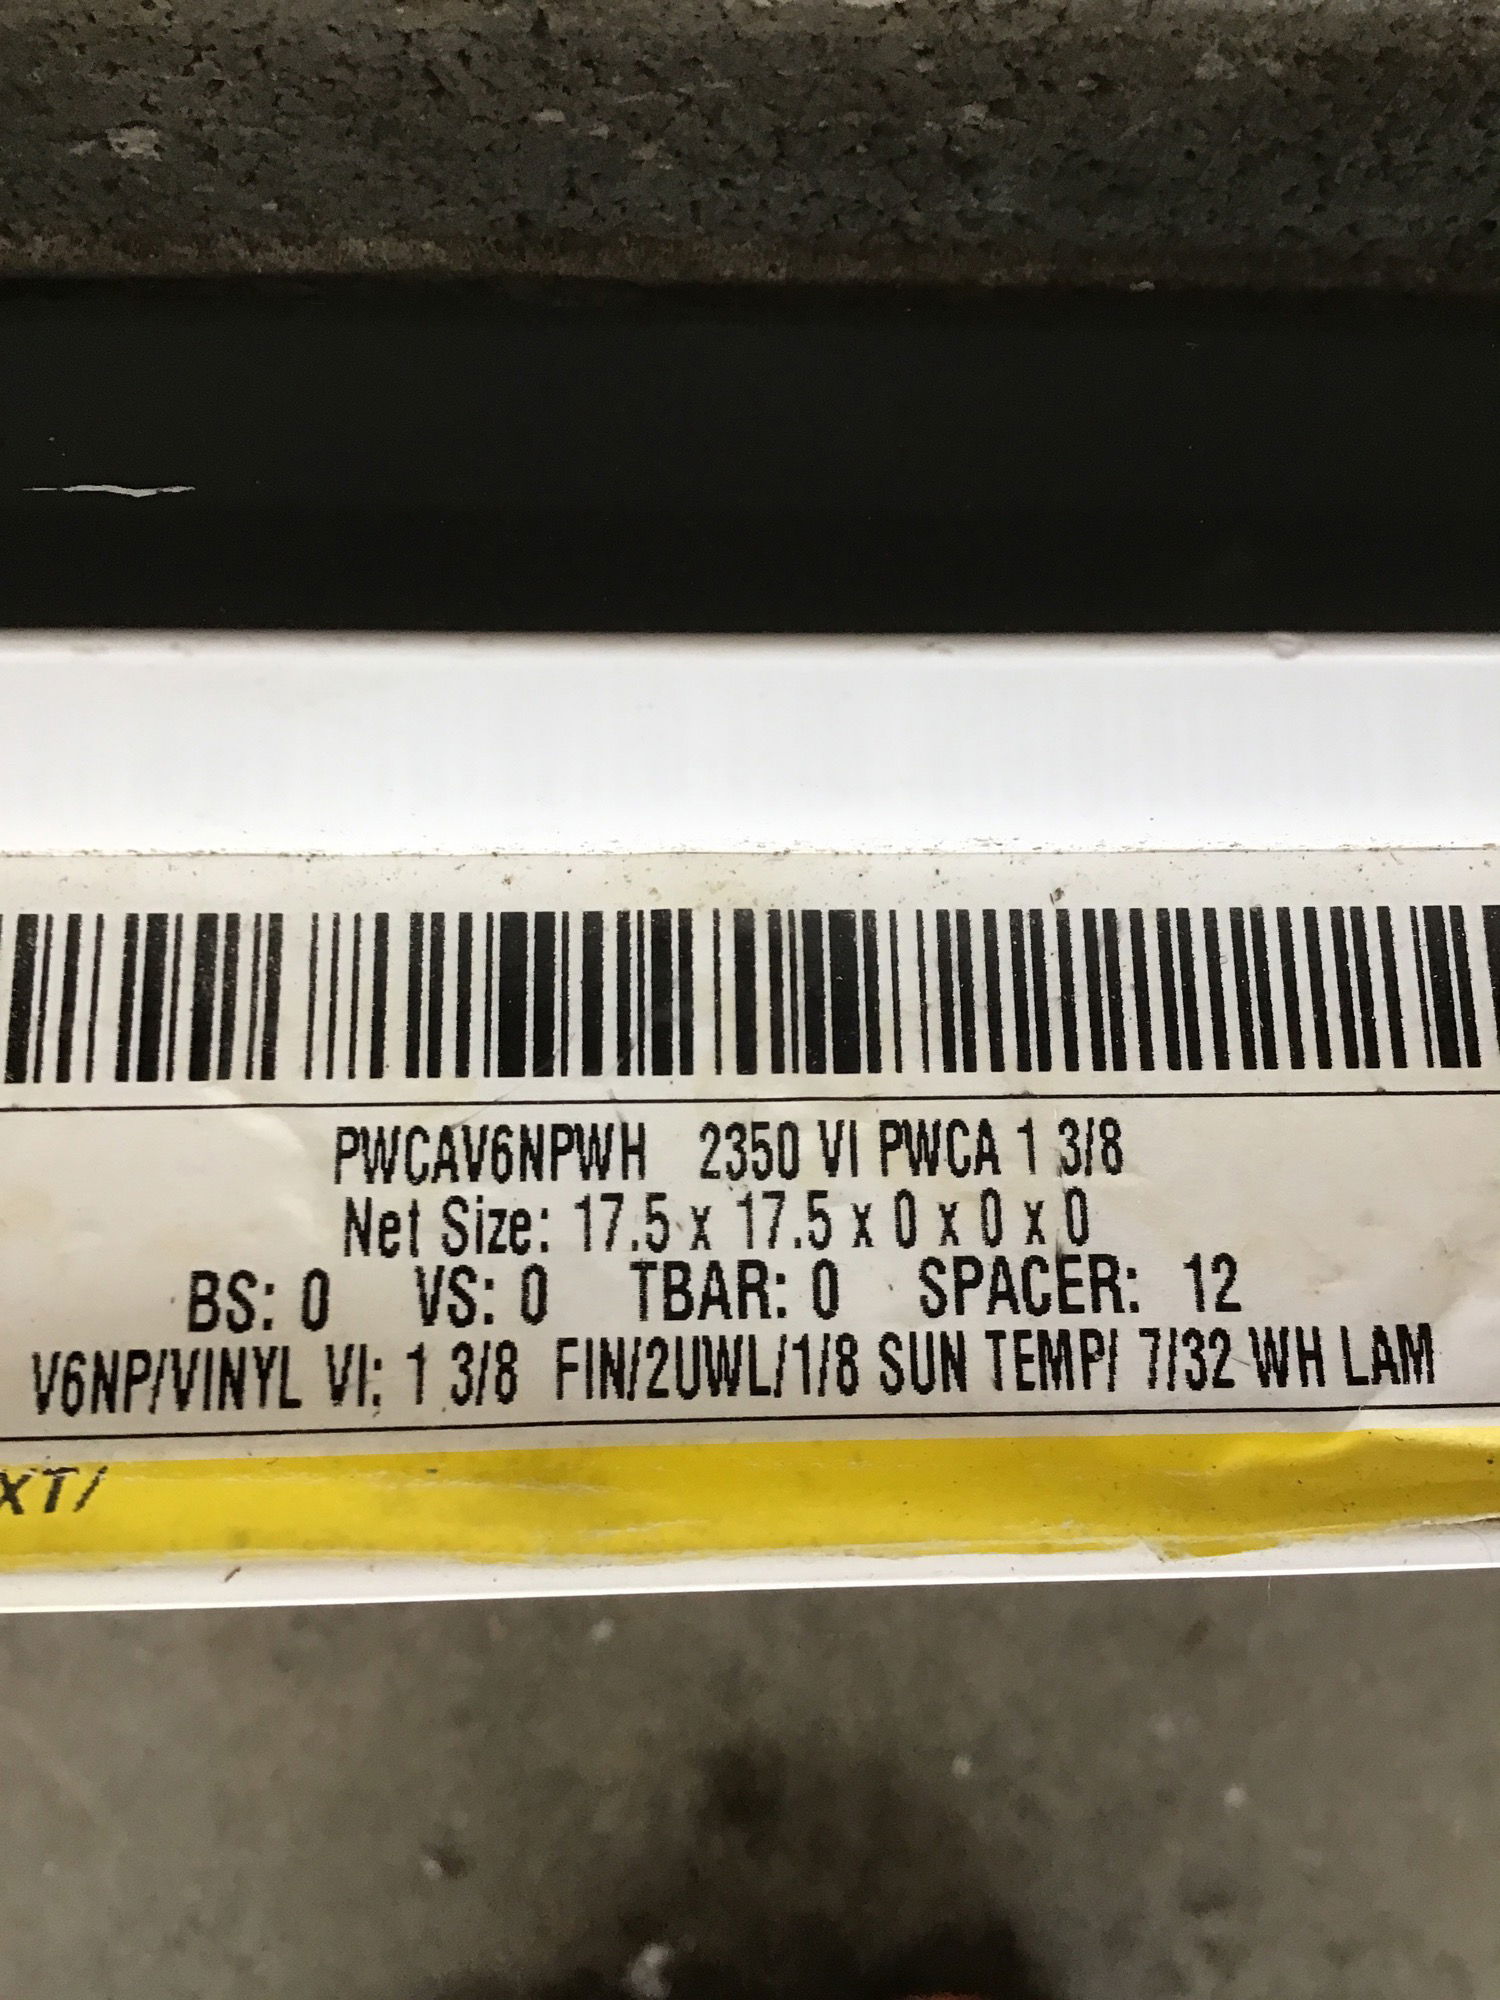 PWCAV6NPWH 2350 VI PWCA 1 3/8
Net Size: 17.5 x 17.5 x 0 x 0 x 0
BS: 0 VS: 0 TBAR: 0 SPACER: 12
V6NP/VINYL VI: 1 3/8 FIN/2UWL/1/8 SUN TEMP/ 7/32 WH LAM
XT/